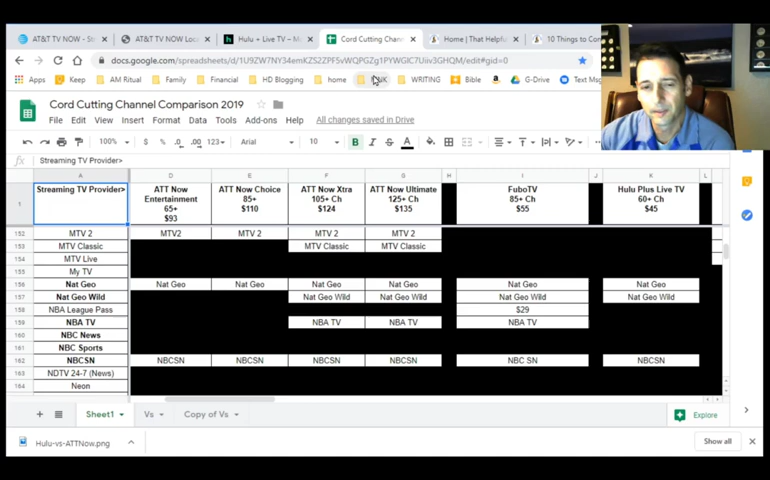 AT&T TV NOW - St
AT&T TV NOW Loc
Hulu + Live TV - Mo
Cord Cutting Chann
Home | That Helpful
10 Things to Con
docs.google.com/spreadsheets/d/
/edit#gid=0
Apps Keep AM Ritual Family Financial HD Blogging home WRITING Bible G-Drive Text Msg
Cord Cutting Channel Comparison 2019
File Edit View Insert Format Data Tools Add-ons Help All changes saved in Drive
100% $ % .0 .00 123 Arial 10 B I S A
fx Streaming TV Provider>
A D E F G H I J K L
1 Streaming TV Provider> ATT Now Entertainment 65+ $93 ATT Now Choice 85+ $110 ATT Now Xtra 105+ Ch $124 ATT Now Ultimate 125+ Ch $135 FuboTV 85+ Ch $55 Hulu Plus Live TV 60+ Ch $45
152 MTV 2 MTV2 MTV 2 MTV 2 MTV 2
153 MTV Classic MTV Classic MTV Classic
154 MTV Live
155 My TV
156 Nat Geo Nat Geo Nat Geo Nat Geo Nat Geo Nat Geo Nat Geo
157 Nat Geo Wild Nat Geo Wild Nat Geo Wild Nat Geo Wild Nat Geo Wild
158 NBA League Pass $29
159 NBA TV NBA TV NBA TV NBA TV
160 NBC News
161 NBC Sports
162 NBCSN NBCSN NBCSN NBCSN NBCSN NBC SN NBCSN
163 NDTV 24-7 (News)
164 Neon
Sheet1 Vs Copy of Vs Explore
Hulu-vs-ATTNow.png Show all